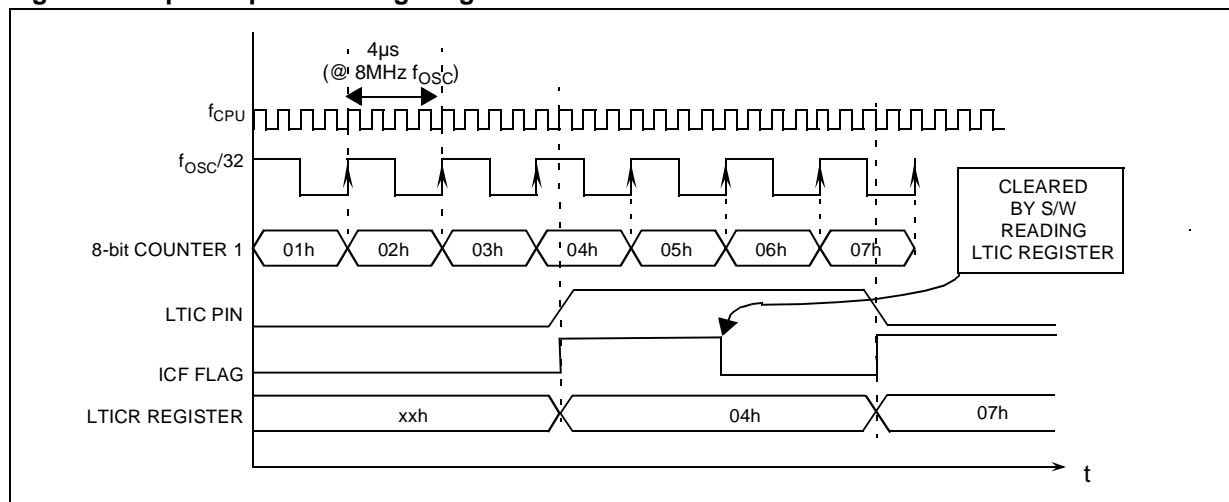 4µs
(@ 8MHz fOSC)
fCPU
fOSC/32
CLEARED
BY S/W
READING
LTIC REGISTER
8-bit COUNTER 1
01h
02h
03h
04h
05h
06h
07h
LTIC PIN
ICF FLAG
LTICR REGISTER
xxh
04h
07h
t